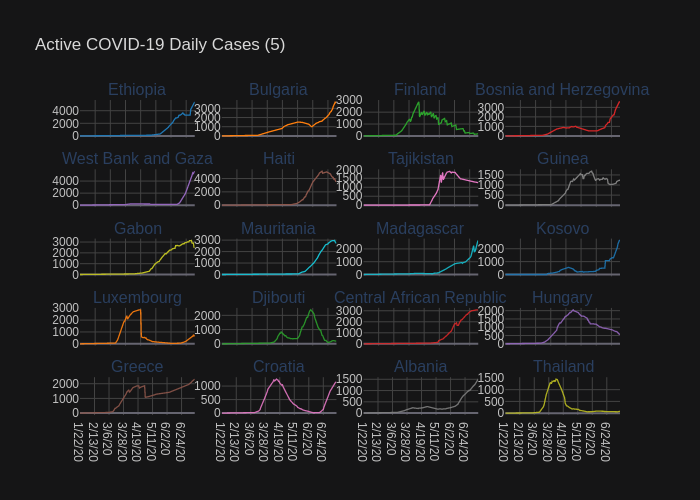 Active COVID-19 Daily Cases (5)
Ethiopia Bulgaria Finland Bosnia and Herzegovina
4000 2000 0 3000 2000 1000 0 3000 2000 1000 0 3000 2000 1000 0
West Bank and Gaza Haiti Tajikistan Guinea
4000 2000 0 4000 2000 0 2000 1500 1000 500 0 1500 1000 500 0
Gabon Mauritania Madagascar Kosovo
3000 2000 1000 0 3000 2000 1000 0 2000 1000 0 2000 1000 0
Luxembourg Djibouti Central African Republic Hungary
3000 2000 1000 0 2000 1000 0 3000 2000 1000 0 2000 1500 1000 500 0
Greece Croatia Albania Thailand
2000 1000 0 1000 500 0 1500 1000 500 0 1500 1000 500 0
1/22/20 2/13/20 3/6/20 3/28/20 4/19/20 5/11/20 6/2/20 6/24/20 1/22/20 2/13/20 3/6/20 3/28/20 4/19/20 5/11/20 6/2/20 6/24/20 1/22/20 2/13/20 3/6/20 3/28/20 4/19/20 5/11/20 6/2/20 6/24/20 1/22/20 2/13/20 3/6/20 3/28/20 4/19/20 5/11/20 6/2/20 6/24/20